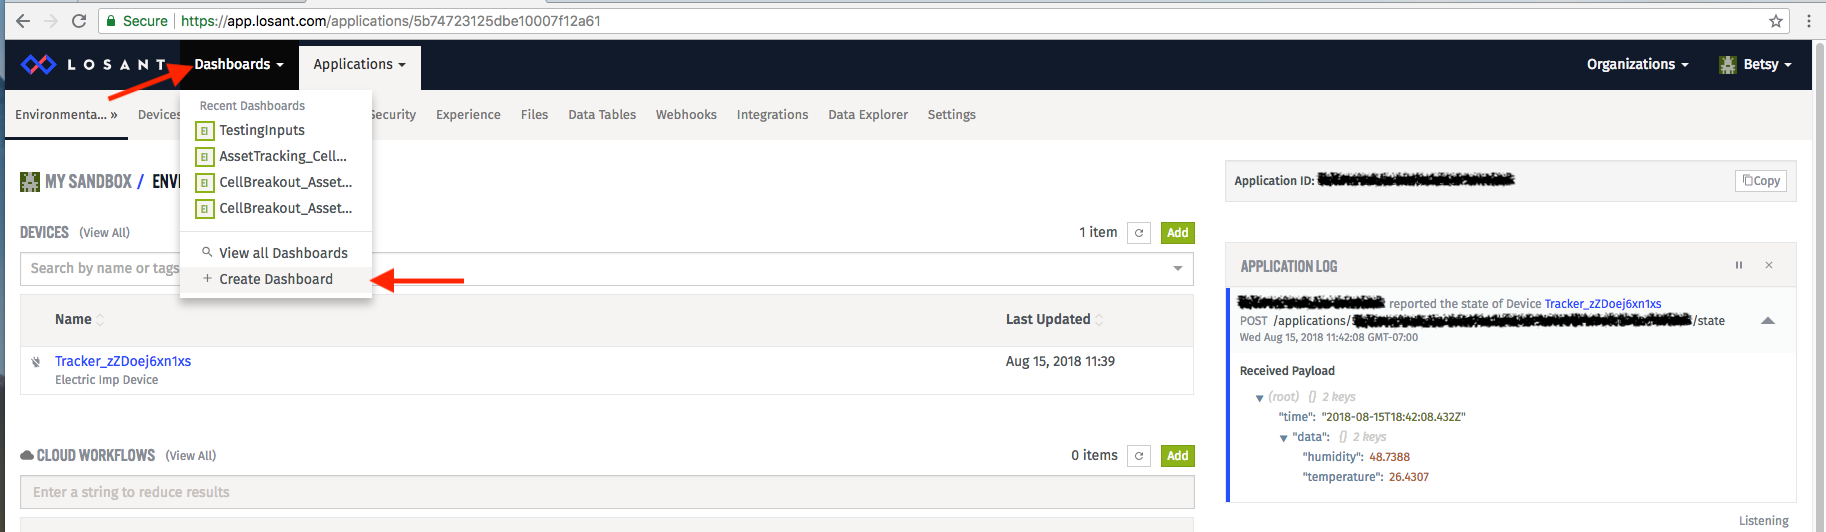 Secure https://app.losant.com/applications/5b74723125dbe10007f12a61
LOSANT Dashboards Applications Organizations Betsy
Recent Dashboards
EI TestingInputs
EI AssetTracking_Cell...
EI CellBreakout_Asset...
EI CellBreakout_Asset...
View all Dashboards
+ Create Dashboard
Environmenta... » Devices Security Experience Files Data Tables Webhooks Integrations Data Explorer Settings
MY SANDBOX / ENVI
Application ID: Copy
DEVICES (View All) 1 item Add
Search by name or tags
Name Last Updated
Tracker_zZDoej6xn1xs Aug 15, 2018 11:39
Electric Imp Device
CLOUD WORKFLOWS (View All) 0 items Add
Enter a string to reduce results
APPLICATION LOG
reported the state of Device Tracker_zZDoej6xn1xs
POST /applications/ /state
Wed Aug 15, 2018 11:42:08 GMT-07:00
Received Payload
(root) {} 2 keys
"time": "2018-08-15T18:42:08.432Z"
"data": {} 2 keys
"humidity": 48.7388
"temperature": 26.4307
Listening